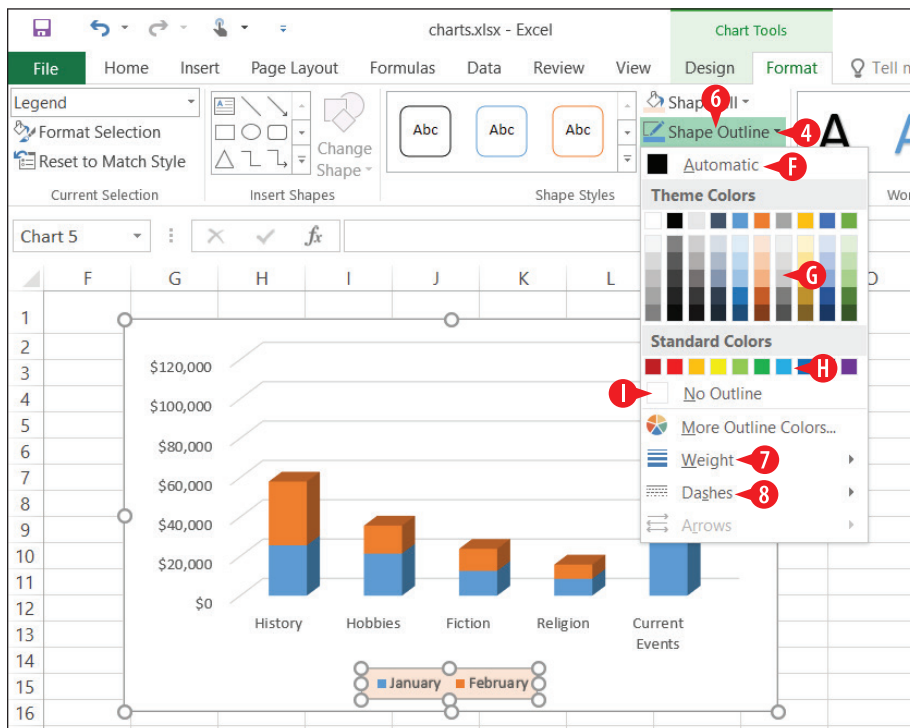 charts.xlsx - Excel
Chart Tools
File Home Insert Page Layout Formulas Data Review View Design Format Tell
Legend
Format Selection
Reset to Match Style
Current Selection
Change
Shape
Insert Shapes
Abc Abc Abc
Shape Styles
6
Shape Outline 4
A A
Automatic F
Theme Colors
G
Standard Colors
H
I No Outline
More Outline Colors...
Weight 7
Dashes 8
Arrows
Chart 5
fx
F G H I J K L
1
2
3
4
5
6
7
8
9
10
11
12
13
14
15
16
$120,000
$100,000
$80,000
$60,000
$40,000
$20,000
$0
History Hobbies Fiction Religion Current
Events
January February